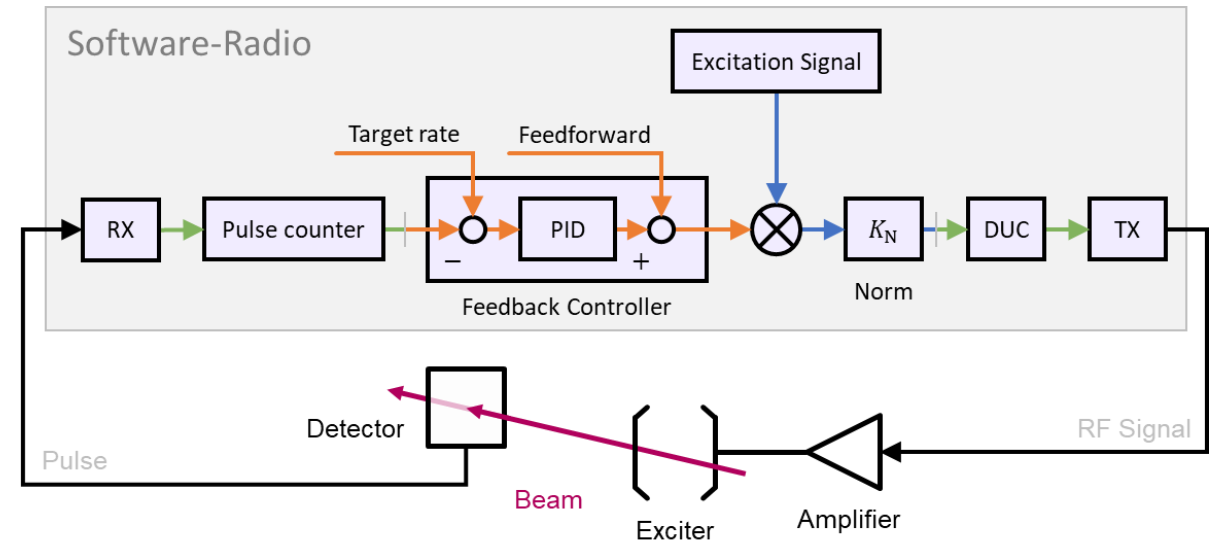 Software-Radio
Excitation Signal
Target rate
Feedforward
RX
Pulse counter
PID
K_N
DUC
TX
−
+
Feedback Controller
Norm
Detector
Pulse
Beam
Exciter
Amplifier
RF Signal